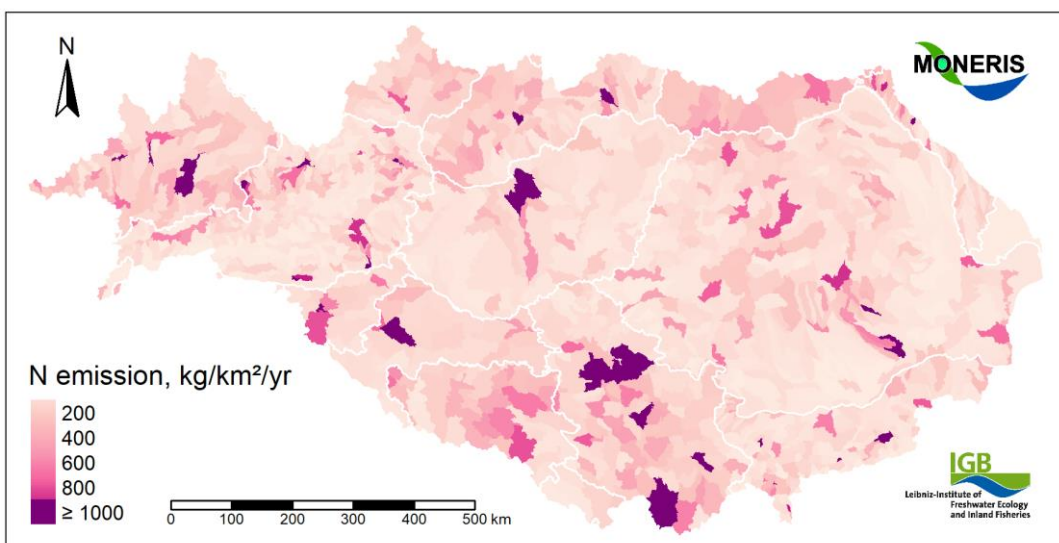 N
MONERIS
N emission, kg/km²/yr
200
400
600
800
≥ 1000
0 100 200 300 400 500 km
IGB
Leibniz-Institute of
Freshwater Ecology
and Inland Fisheries